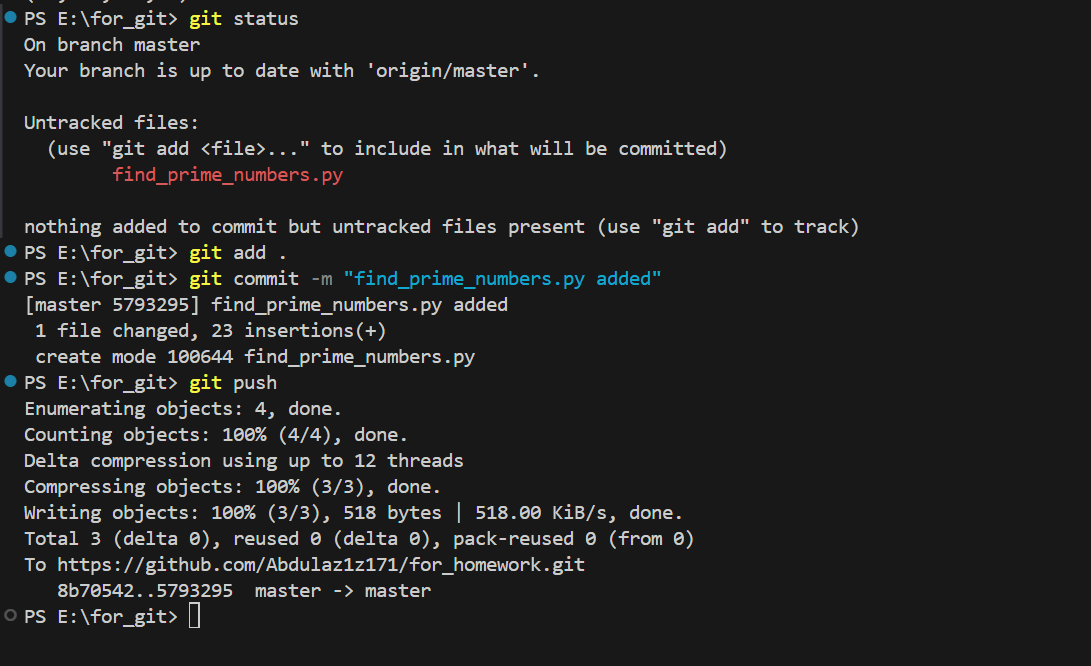 PS E:\for_git> git status
On branch master
Your branch is up to date with 'origin/master'.
Untracked files:
  (use "git add <file>..." to include in what will be committed)
        find_prime_numbers.py
nothing added to commit but untracked files present (use "git add" to track)
PS E:\for_git> git add .
PS E:\for_git> git commit -m "find_prime_numbers.py added"
[master 5793295] find_prime_numbers.py added
 1 file changed, 23 insertions(+)
 create mode 100644 find_prime_numbers.py
PS E:\for_git> git push
Enumerating objects: 4, done.
Counting objects: 100% (4/4), done.
Delta compression using up to 12 threads
Compressing objects: 100% (3/3), done.
Writing objects: 100% (3/3), 518 bytes | 518.00 KiB/s, done.
Total 3 (delta 0), reused 0 (delta 0), pack-reused 0 (from 0)
To https://github.com/Abdulaz1z171/for_homework.git
   8b70542..5793295  master -> master
PS E:\for_git>